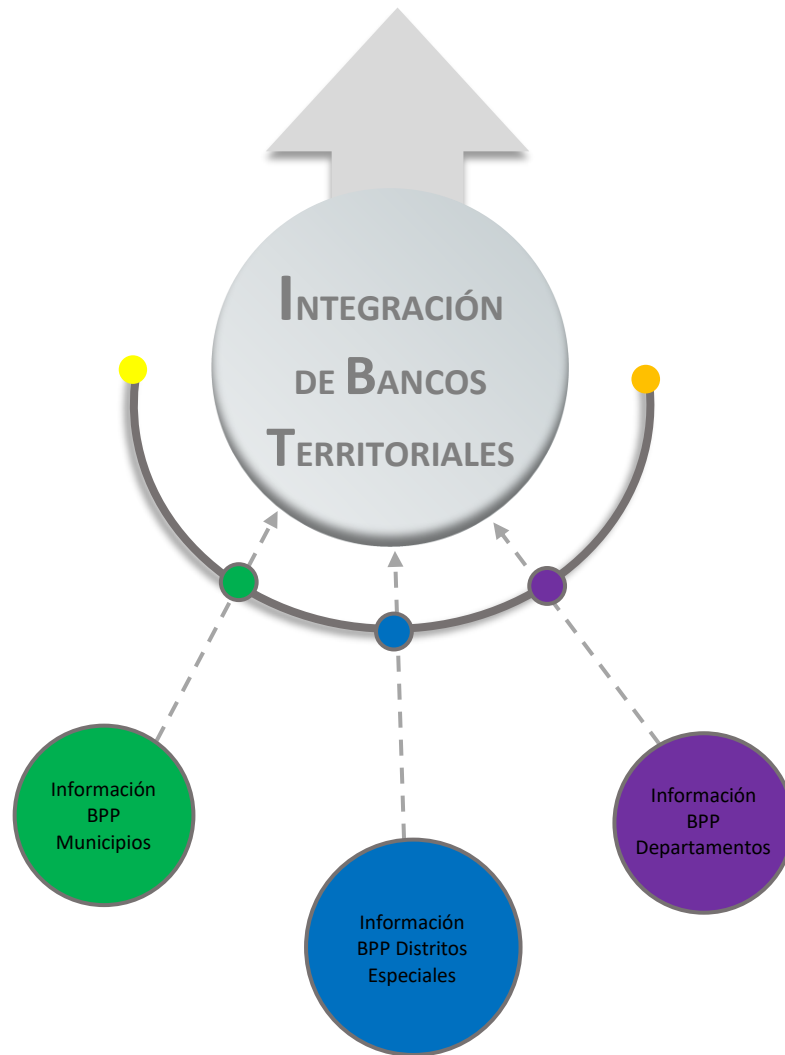 INTEGRACIÓN
DE BANCOS
TERRITORIALES
Información
BPP
Municipios
Información
BPP Distritos
Especiales
Información
BPP
Departamentos